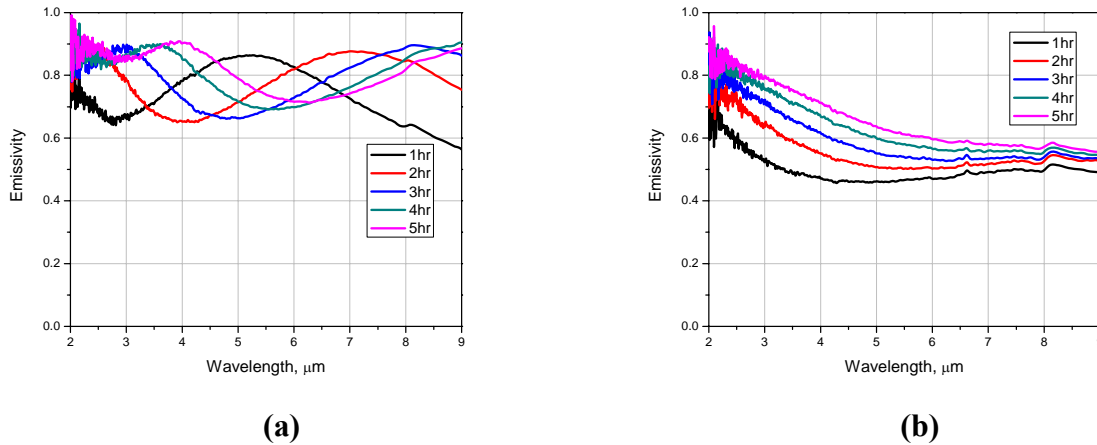 1.0
0.8
0.6
0.4
0.2
0.0
Emissivity
1hr
2hr
3hr
4hr
5hr
2 3 4 5 6 7 8 9
Wavelength, μm
(a)
1.0
0.8
0.6
0.4
0.2
0.0
Emissivity
1hr
2hr
3hr
4hr
5hr
2 3 4 5 6 7 8
Wavelength, μm
(b)